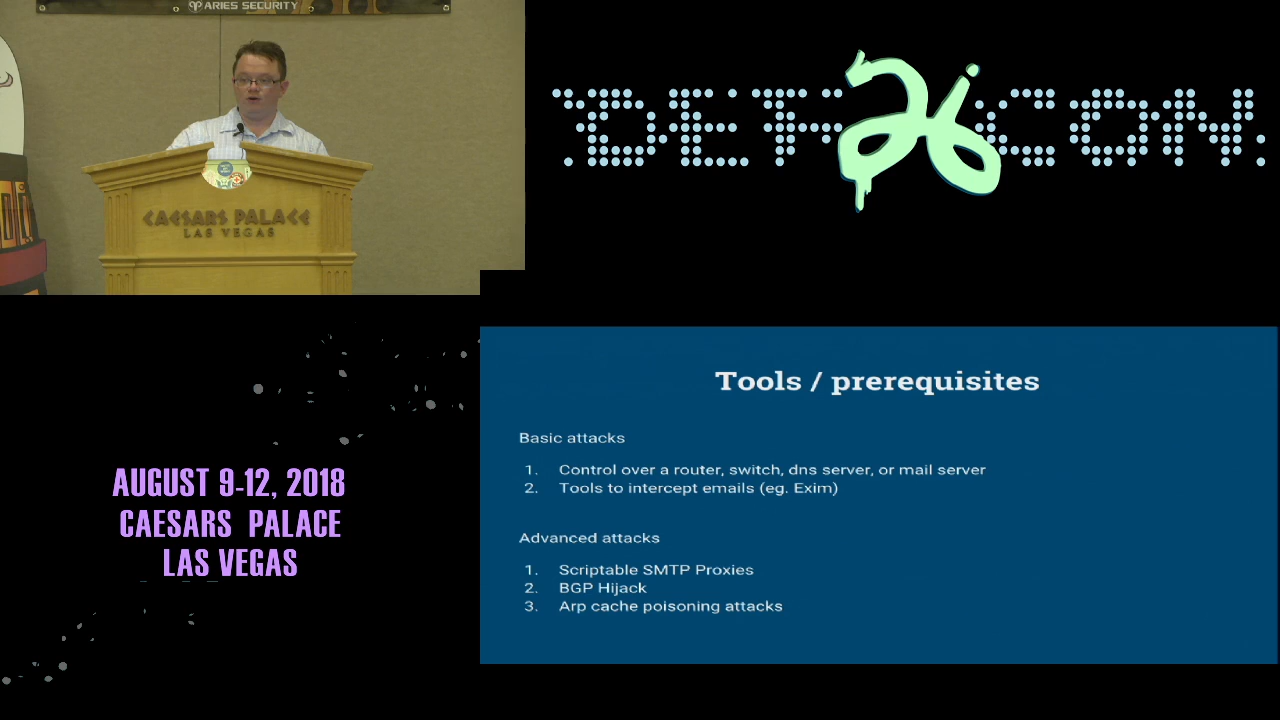 ARIES SECURITY
CAESARS PALACE
LAS VEGAS
DEF 26 CON
AUGUST 9-12, 2018
CAESARS PALACE
LAS VEGAS
Tools / prerequisites
Basic attacks
1. Control over a router, switch, dns server, or mail server
2. Tools to intercept emails (eg. Exim)
Advanced attacks
1. Scriptable SMTP Proxies
2. BGP Hijack
3. Arp cache poisoning attacks